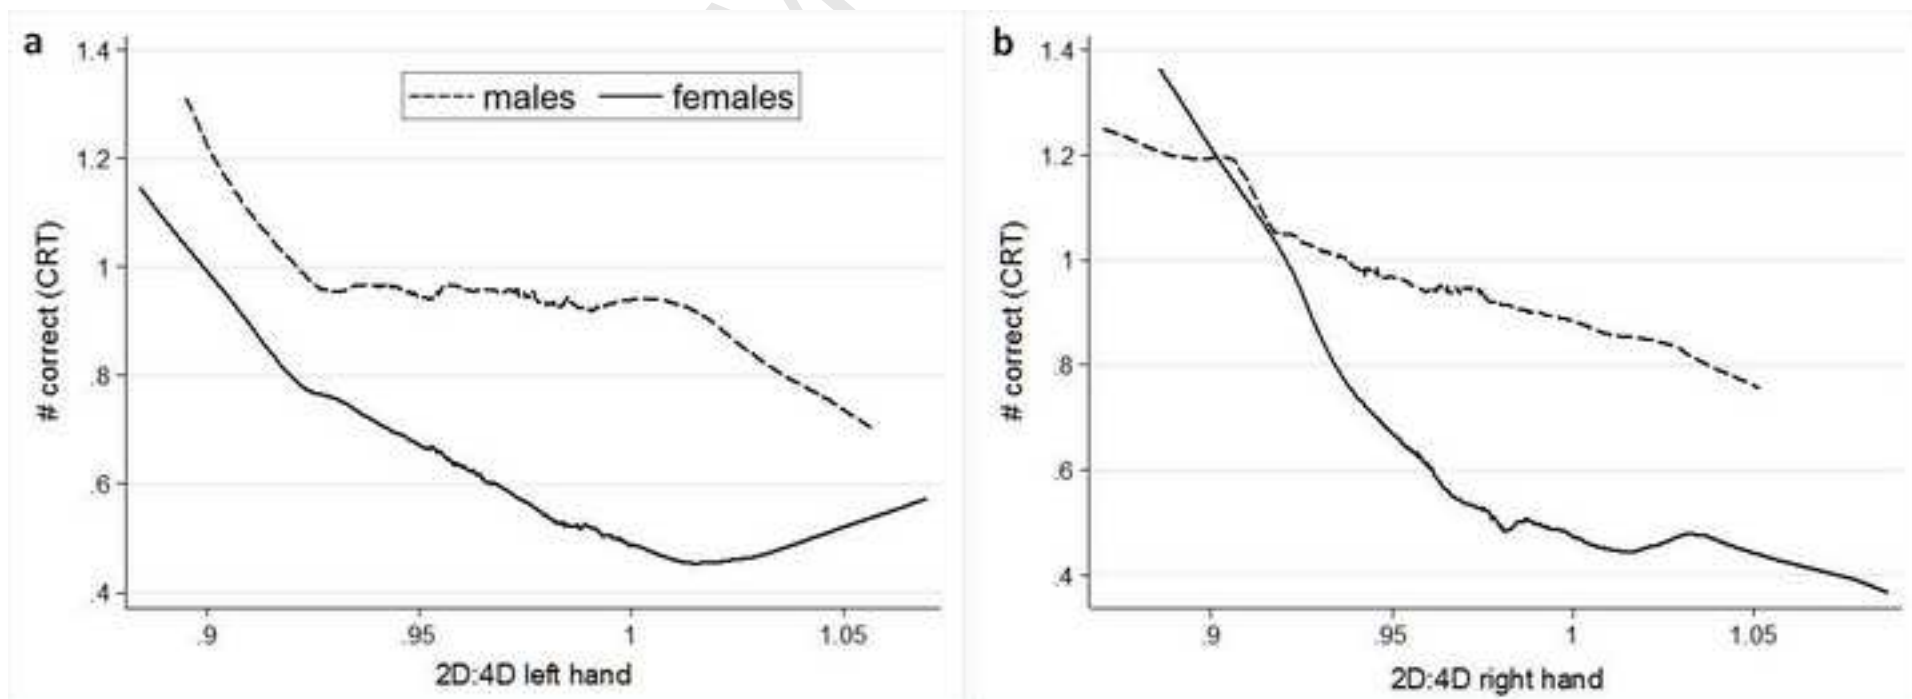 a
1.4
1.2
1
.8
.6
.4
# correct (CRT)
males females
.9 .95 1 1.05
2D:4D left hand
b
1.4
1.2
1
.8
.6
.4
# correct (CRT)
.9 .95 1 1.05
2D:4D right hand